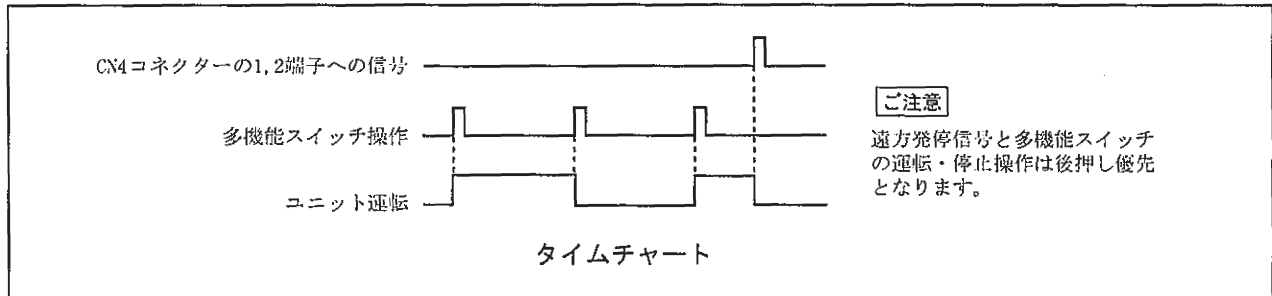 CN4コネクターの1,2端子への信号
多機能スイッチ操作
ユニット運転
ご注意
遠方発停信号と多機能スイッチ
の運転・停止操作は後押し優先
となります。
タイムチャート